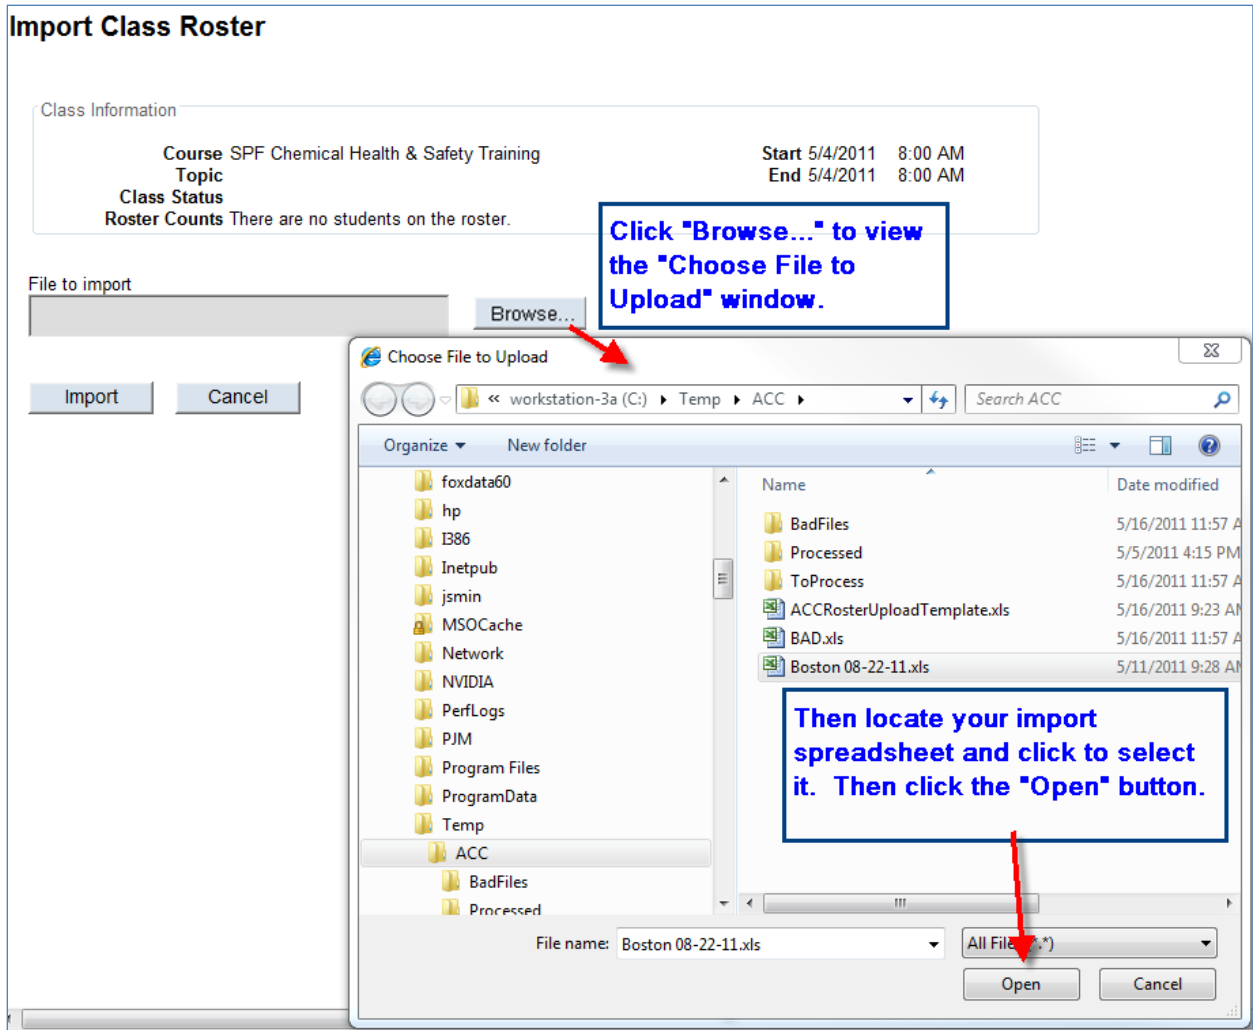 Import Class Roster
Class Information
Course SPF Chemical Health & Safety Training
Start 5/4/2011 8:00 AM
Topic
End 5/4/2011 8:00 AM
Class Status
Roster Counts There are no students on the roster.
Click "Browse..." to view
the "Choose File to
Upload" window.
File to import
Browse...
Import
Cancel
Choose File to Upload
« workstation-3a (C:) Temp ACC
Search ACC
Organize
New folder
foxdata60
hp
I386
Inetpub
jsmin
MSOCache
Network
NVIDIA
PerfLogs
PJM
Program Files
ProgramData
Temp
ACC
BadFiles
Processed
Name Date modified
BadFiles 5/16/2011 11:57 A
Processed 5/5/2011 4:15 PM
ToProcess 5/16/2011 11:57 A
ACCRosterUploadTemplate.xls 5/16/2011 9:23 AM
BAD.xls 5/16/2011 11:57 A
Boston 08-22-11.xls 5/11/2011 9:28 AM
Then locate your import
spreadsheet and click to select
it. Then click the "Open" button.
File name: Boston 08-22-11.xls
All Files (*.*)
Open
Cancel